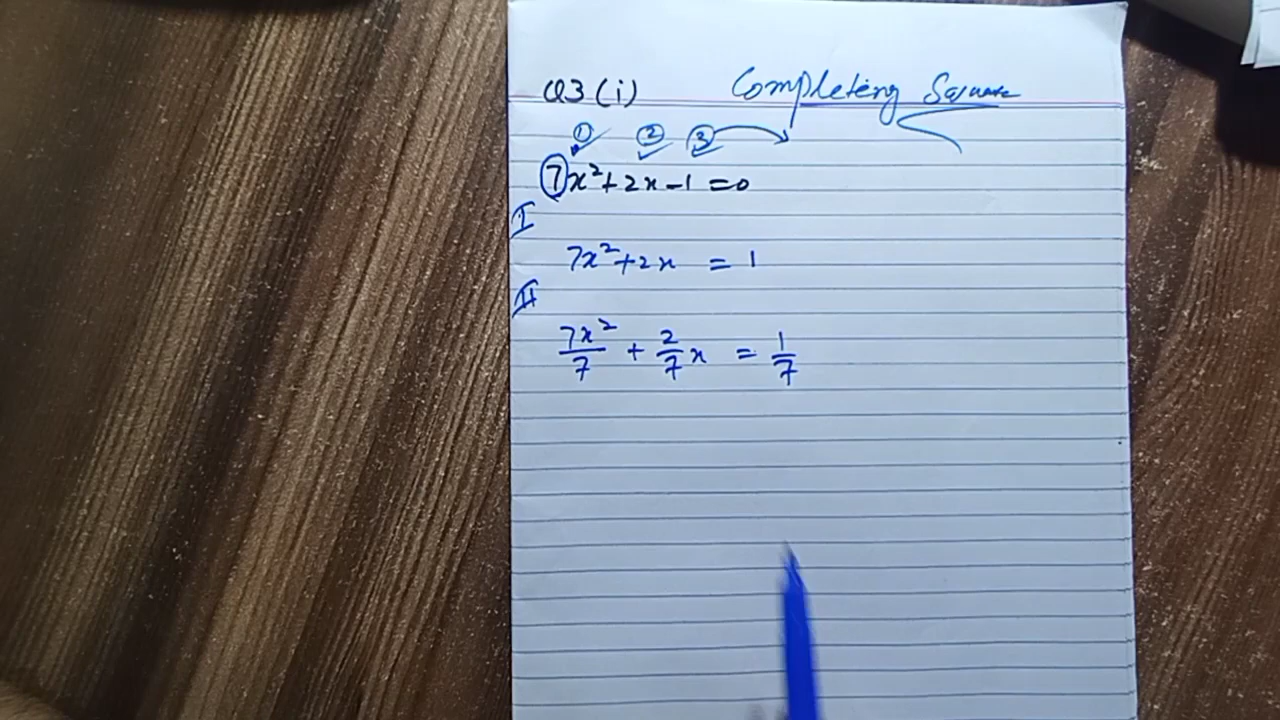 Q3 (i) Completeing Square
① ② ③
7x² + 2x - 1 = 0
I
7x² + 2x = 1
II
7x²/7 + 2/7 x = 1/7